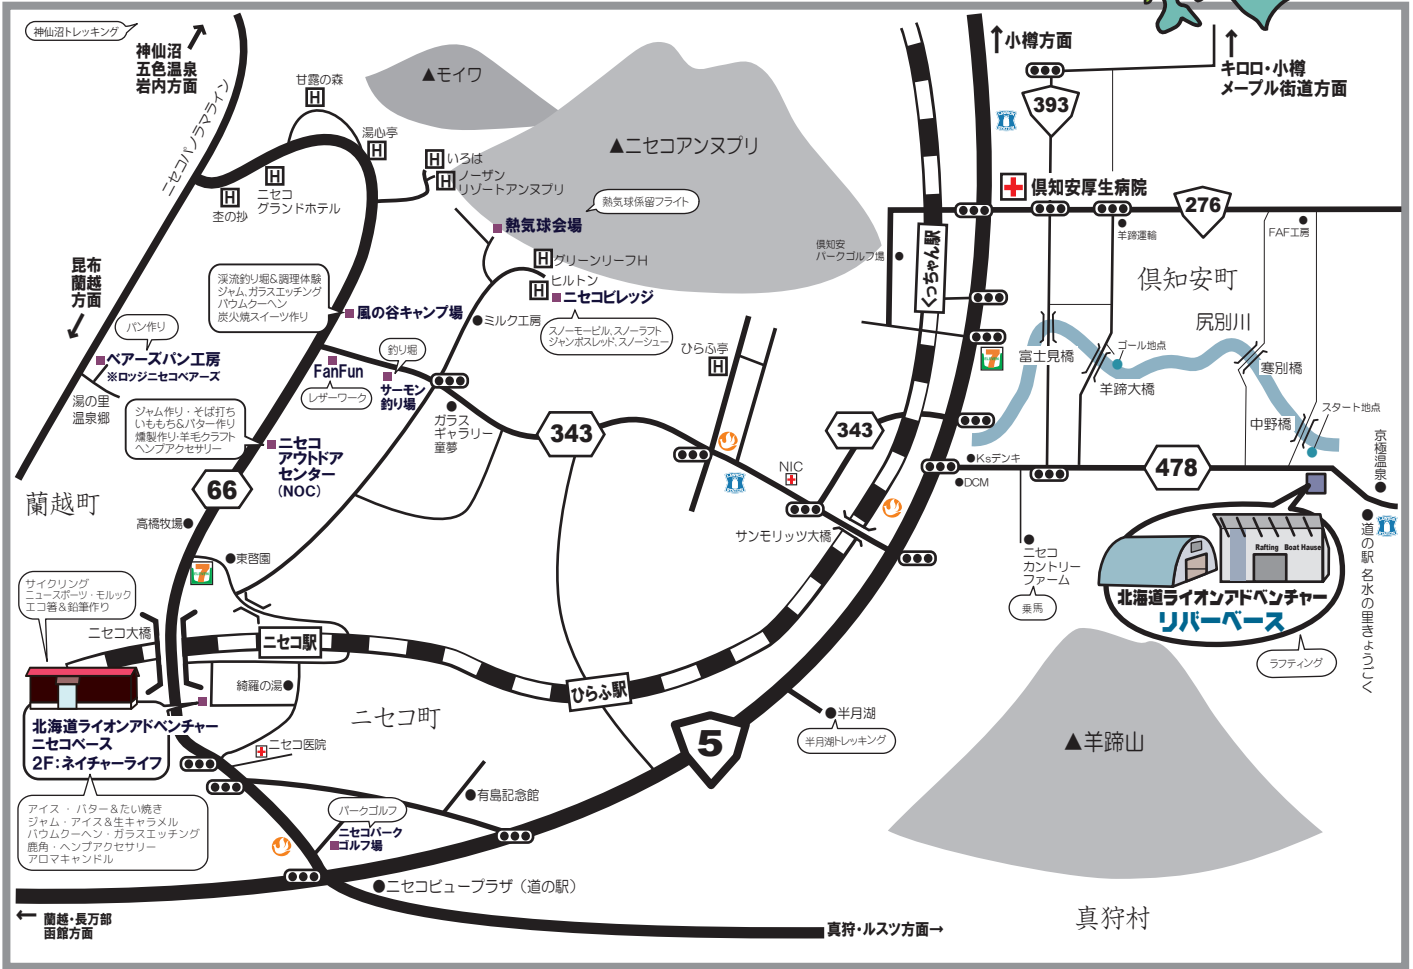 神仙沼トレッキング
神仙沼
五色温泉
岩内方面
ニセコパノラマライン
甘露の森
H
湯心亭
H
▲モイワ
▲ニセコアンヌプリ
↑小樽方面
393
キロロ・小樽
メープル街道方面
H
いろは
H
ノーザン
リゾートアンヌプリ
H
杢の抄
H
ニセコ
グランドホテル
熱気球係留フライト
熱気球会場
倶知安厚生病院
276
羊蹄運輸
FAF工房
倶知安
パークゴルフ場
くっちゃん駅
倶知安町
昆布
蘭越
方面
渓流釣り堀&調理体験
ジャム,ガラスエッチング
バウムクーヘン
炭火焼スイーツ作り
風の谷キャンプ場
H
グリーンリーフH
H
ヒルトン
ニセコビレッジ
スノーモービル,スノーラフト
ジャンボスレッド,スノーシュー
ミルク工房
ひらふ亭
H
7
尻別川
富士見橋
ゴール地点
羊蹄大橋
寒別橋
中野橋
スタート地点
パン作り
ベアーズパン工房
※ロッジニセコベアーズ
湯の里
温泉郷
FanFun
レザーワーク
釣り堀
サーモン
釣り場
ガラス
ギャラリー
童夢
343
343
ジャム作り・そば打ち
いももち&バター作り
燻製作り・羊毛クラフト
ヘンプアクセサリー
ニセコ
アウトドア
センター
(NOC)
66
蘭越町
高橋牧場
東啓園
7
NIC
サンモリッツ大橋
Ksデンキ
DCM
478
京極温泉
道の駅 名水の里きょうごく
ニセコ
カントリー
ファーム
乗馬
Rafting Boat Hause
北海道ライオンアドベンチャー
リバーベース
ラフティング
サイクリング
ニュースポーツ・モルック
エコ箸&鉛筆作り
ニセコ大橋
ニセコ駅
綺羅の湯
ニセコ町
ひらふ駅
北海道ライオンアドベンチャー
ニセコベース
2F:ネイチャーライフ
ニセコ医院
5
半月湖
半月湖トレッキング
▲羊蹄山
アイス ・ バター&たい焼き
ジャム・アイス&生キャラメル
バウムクーヘン・ガラスエッチング
鹿角・ヘンプアクセサリー
アロマキャンドル
有島記念館
パークゴルフ
ニセコパーク
ゴルフ場
ニセコビュープラザ（道の駅）
← 蘭越・長万部
函館方面
真狩・ルスツ方面→
真狩村